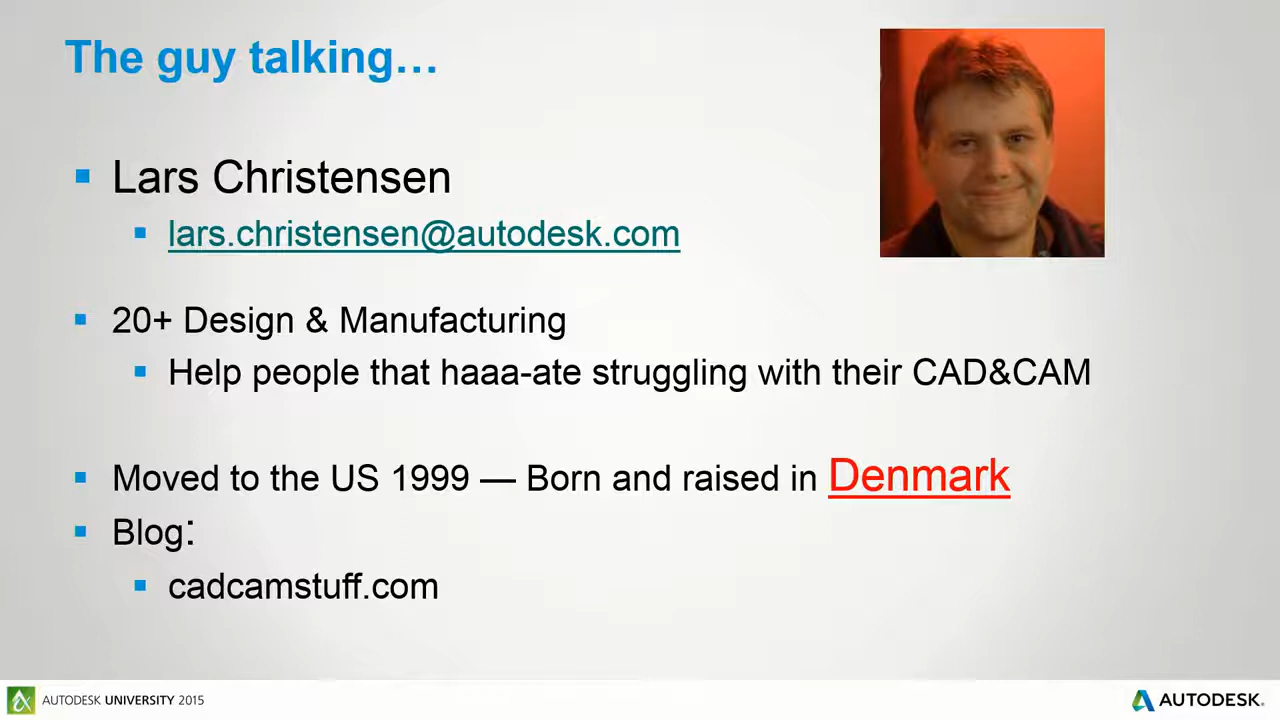 The guy talking…
Lars Christensen
lars.christensen@autodesk.com
20+ Design & Manufacturing
Help people that haaa-ate struggling with their CAD&CAM
Moved to the US 1999 — Born and raised in Denmark
Blog:
cadcamstuff.com
AUTODESK UNIVERSITY 2015
AUTODESK.